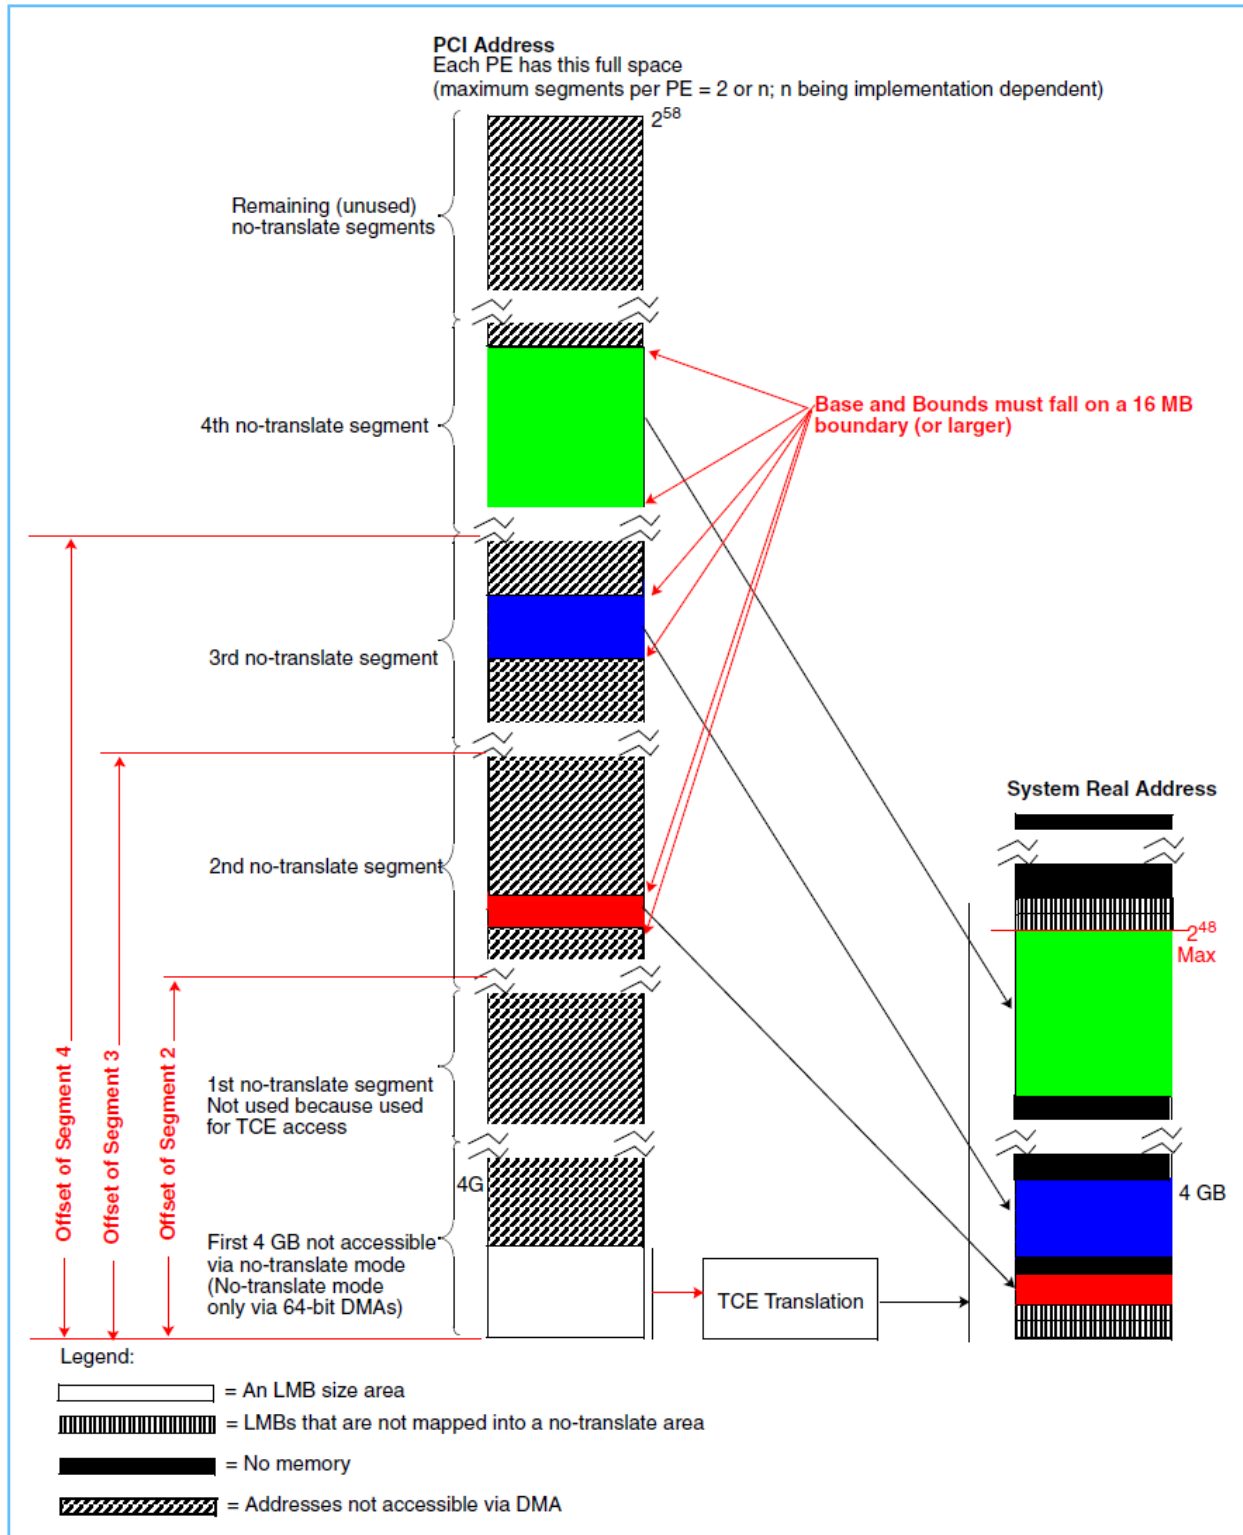 PCI Address
Each PE has this full space
(maximum segments per PE = 2 or n; n being implementation dependent)
2^58
Remaining (unused)
no-translate segments
4th no-translate segment
Base and Bounds must fall on a 16 MB
boundary (or larger)
3rd no-translate segment
System Real Address
2nd no-translate segment
2^48
Max
Offset of Segment 4
Offset of Segment 3
Offset of Segment 2
1st no-translate segment
Not used because used
for TCE access
4G
4 GB
First 4 GB not accessible
via no-translate mode
(No-translate mode
only via 64-bit DMAs)
TCE Translation
Legend:
= An LMB size area
= LMBs that are not mapped into a no-translate area
= No memory
= Addresses not accessible via DMA